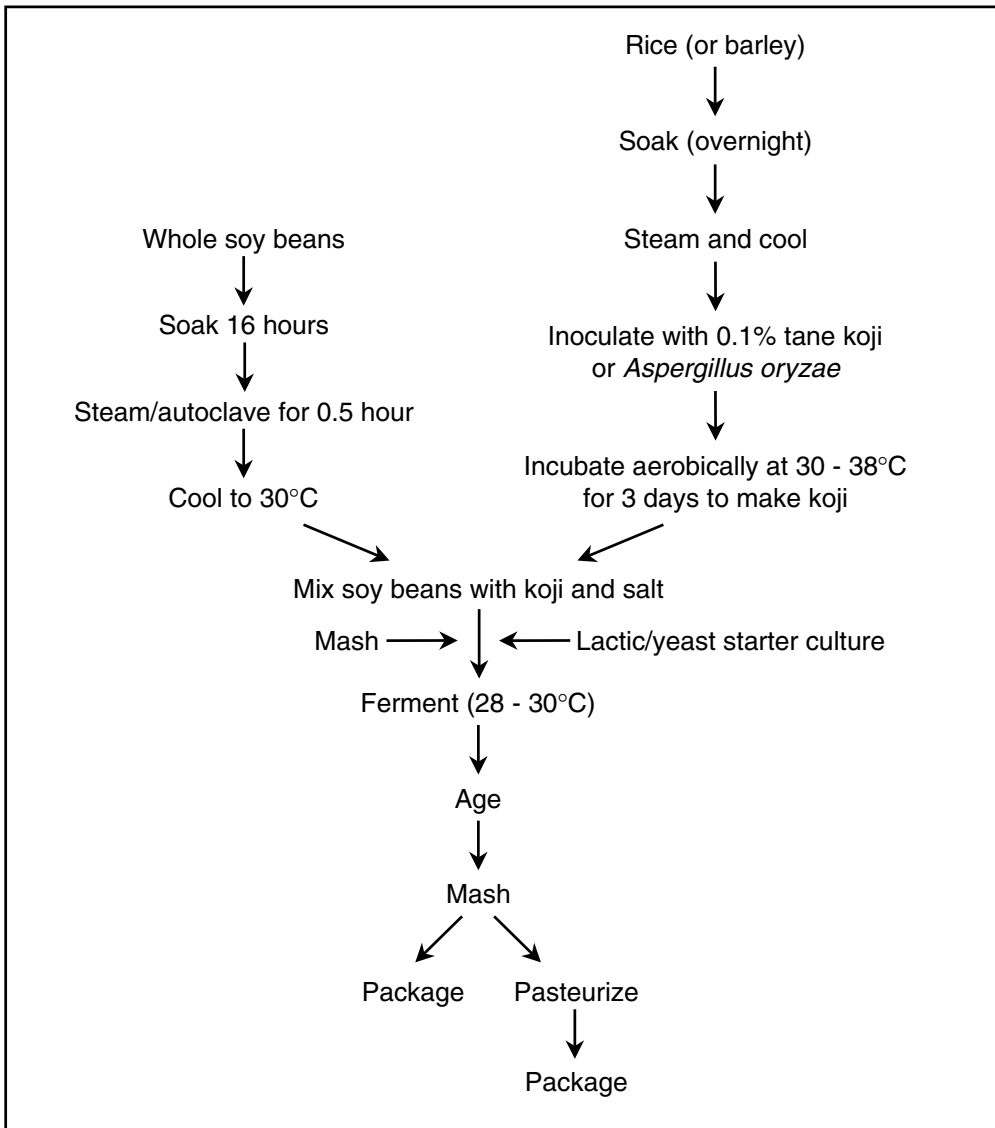 Rice (or barley)
Soak (overnight)
Whole soy beans
Steam and cool
Soak 16 hours
Inoculate with 0.1% tane koji
or Aspergillus oryzae
Steam/autoclave for 0.5 hour
Incubate aerobically at 30 - 38°C
for 3 days to make koji
Cool to 30°C
Mix soy beans with koji and salt
Mash
Lactic/yeast starter culture
Ferment (28 - 30°C)
Age
Mash
Package
Pasteurize
Package